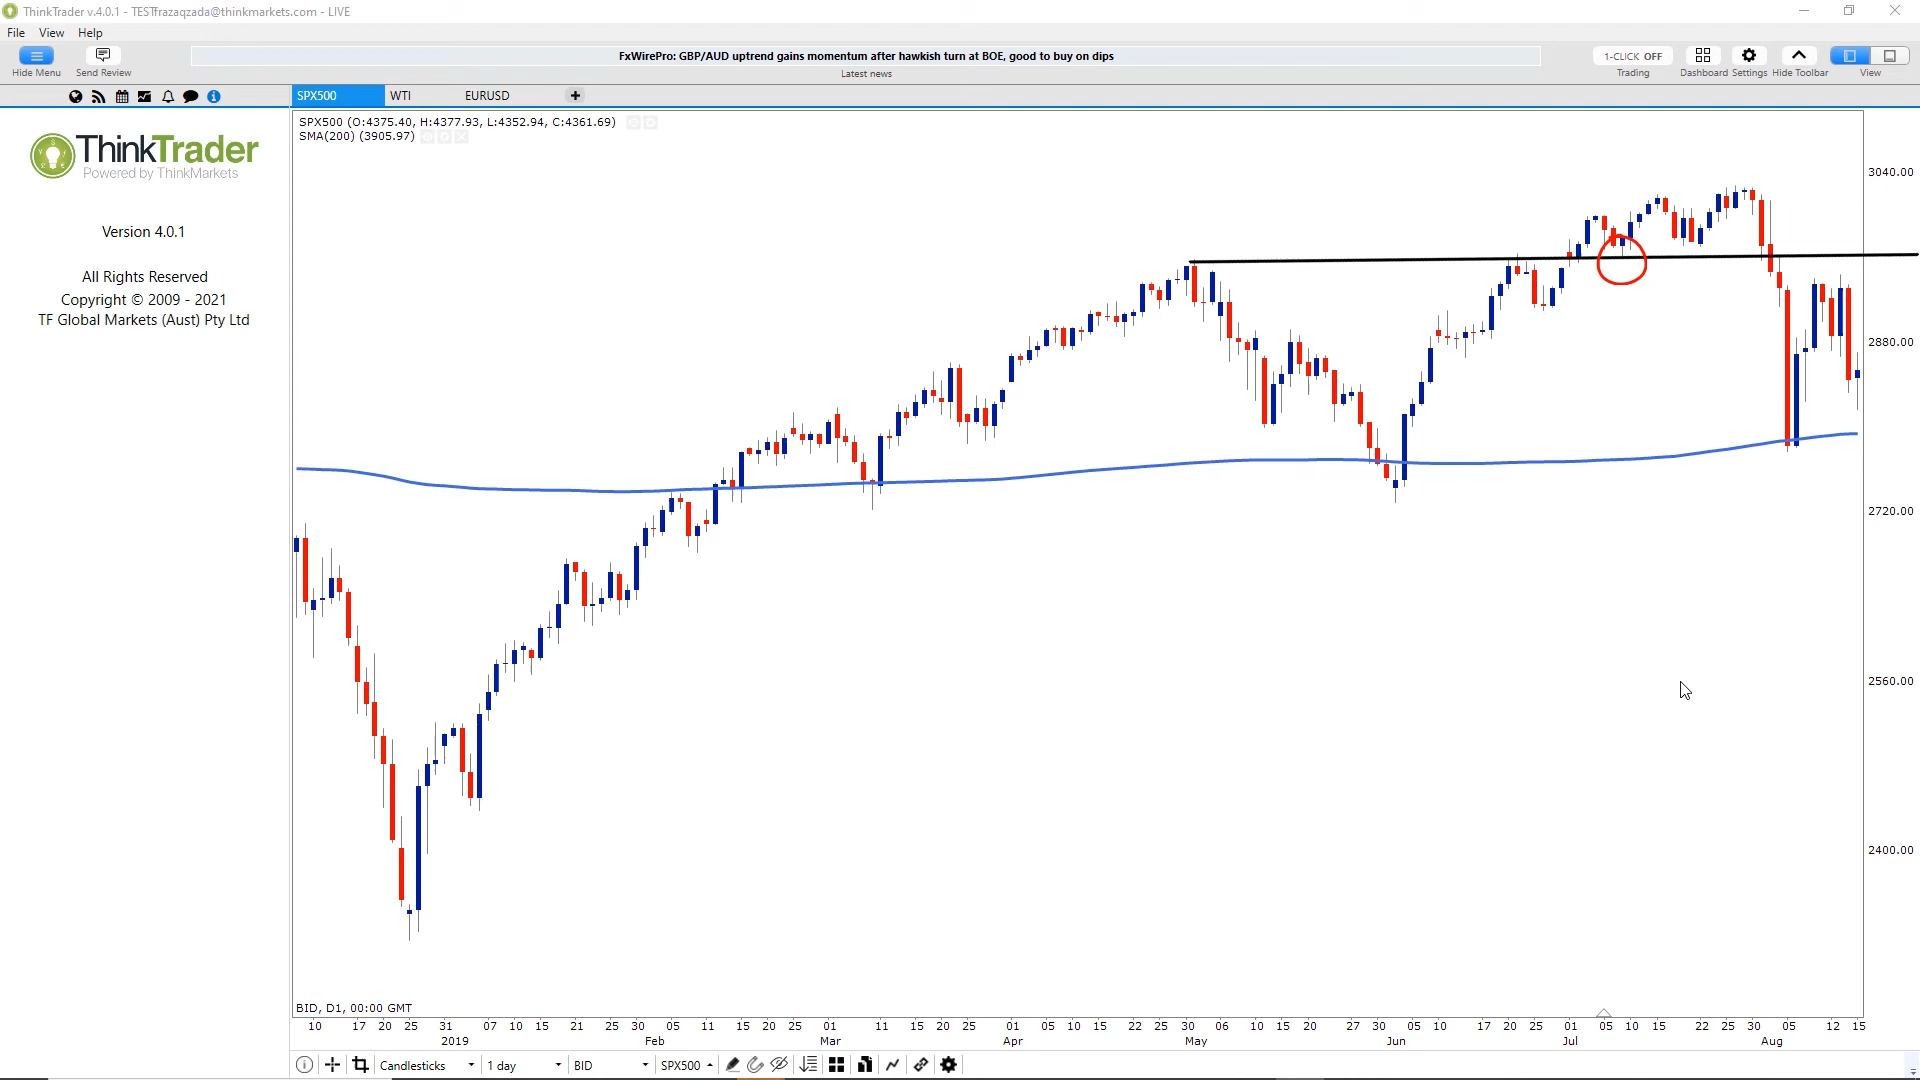 ThinkTrader v.4.0.1 - TESTfrazaqzada@thinkmarkets.com - LIVE
File View Help
Hide Menu
Send Review
FxWirePro: GBP/AUD uptrend gains momentum after hawkish turn at BOE, good to buy on dips
Latest news
1-CLICK OFF
Trading
Dashboard
Settings
Hide Toolbar
View
SPX500 WTI EURUSD
ThinkTrader
Powered by ThinkMarkets
Version 4.0.1
All Rights Reserved
Copyright © 2009 - 2021
TF Global Markets (Aust) Pty Ltd
SPX500 (O:4375.40, H:4377.93, L:4352.94, C:4361.69)
SMA(200) (3905.97)
3040.00
2880.00
2720.00
2560.00
2400.00
BID, D1, 00:00 GMT
10 17 20 25 31 07 10 15 21 25 30 05 11 15 20 25 01 11 15 20 25 01 05 10 15 22 25 30 06 10 15 20 27 30 05 10 17 20 25 01 05 10 15 22 25 30 05 12 15
2019 Feb Mar Apr May Jun Jul Aug
Candlesticks 1 day BID SPX500